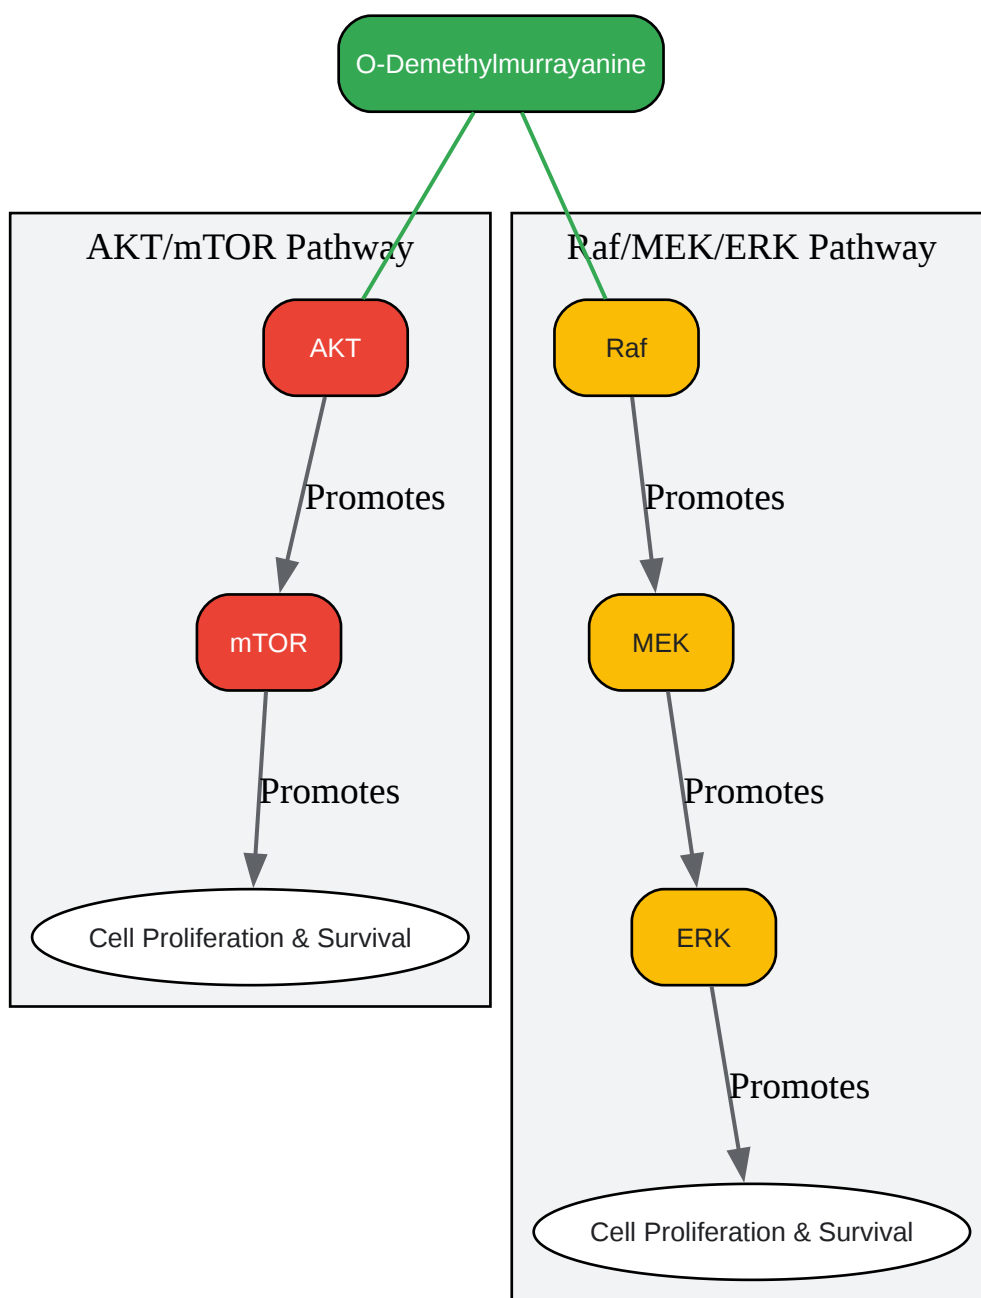 O-Demethylmurrayanine
AKT/mTOR Pathway
AKT
Promotes
mTOR
Promotes
Cell Proliferation & Survival
Raf/MEK/ERK Pathway
Raf
Promotes
MEK
Promotes
ERK
Promotes
Cell Proliferation & Survival